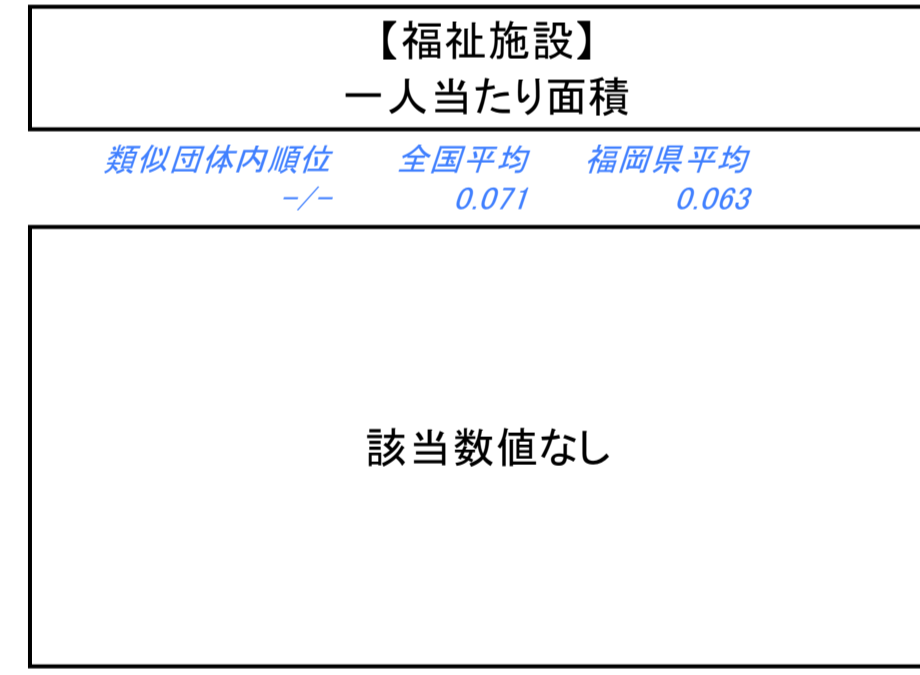 【福祉施設】
一人当たり面積
類似団体内順位 全国平均 福岡県平均
-/- 0.071 0.063
該当数値なし